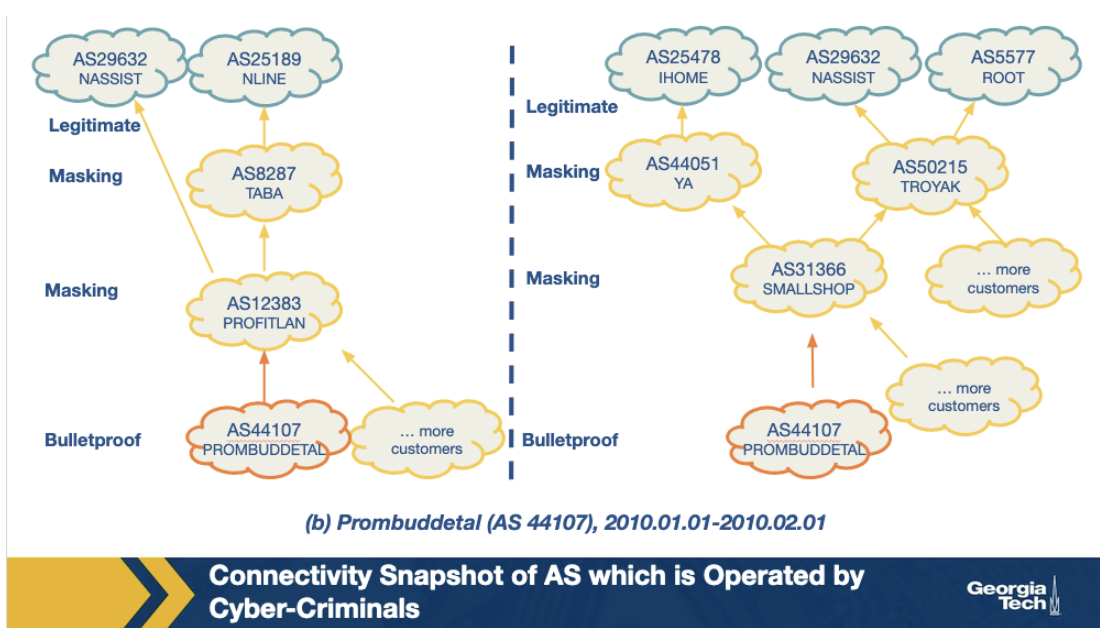 AS29632
NASSIST
AS25189
NLINE
Legitimate
Masking
AS8287
TABA
Masking
AS12383
PROFITLAN
Bulletproof
AS44107
PROMBUDDETAL
... more
customers
AS25478
IHOME
AS29632
NASSIST
AS5577
ROOT
Legitimate
Masking
AS44051
YA
AS50215
TROYAK
Masking
AS31366
SMALLSHOP
... more
customers
... more
customers
Bulletproof
AS44107
PROMBUDDETAL
(b) Prombuddetal (AS 44107), 2010.01.01-2010.02.01
Connectivity Snapshot of AS which is Operated by
Cyber-Criminals
Georgia
Tech